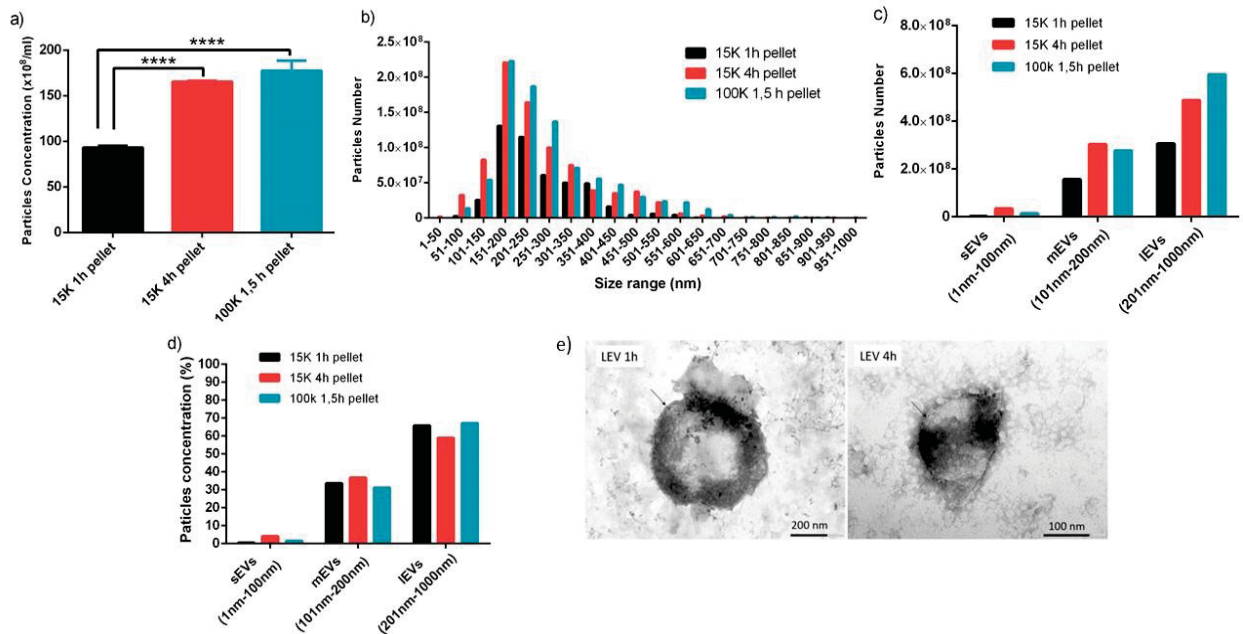 a)
Particles Concentration (x10⁸/ml)
200
150
100
50
0
****
****
15K 1h pellet
15K 4h pellet
100K 1,5 h pellet
b)
Particles Number
2.5×10⁸
2.0×10⁸
1.5×10⁸
1.0×10⁸
5.0×10⁷
0
15K 1h pellet
15K 4h pellet
100K 1,5 h pellet
1-50
51-100
101-150
151-200
201-250
251-300
301-350
351-400
401-450
451-500
501-550
551-600
601-650
651-700
701-750
751-800
801-850
851-900
901-950
951-1000
Size range (nm)
c)
Particles Number
8.0×10⁸
6.0×10⁸
4.0×10⁸
2.0×10⁸
0
15K 1h pellet
15K 4h pellet
100k 1,5h pellet
sEVs
(1nm-100nm)
mEVs
(101nm-200nm)
lEVs
(201nm-1000nm)
d)
Paticles concentration (%)
100
90
80
70
60
50
40
30
20
10
0
15K 1h pellet
15K 4h pellet
100k 1,5h pellet
sEVs
(1nm-100nm)
mEVs
(101nm-200nm)
lEVs
(201nm-1000nm)
e)
LEV 1h
200 nm
LEV 4h
100 nm